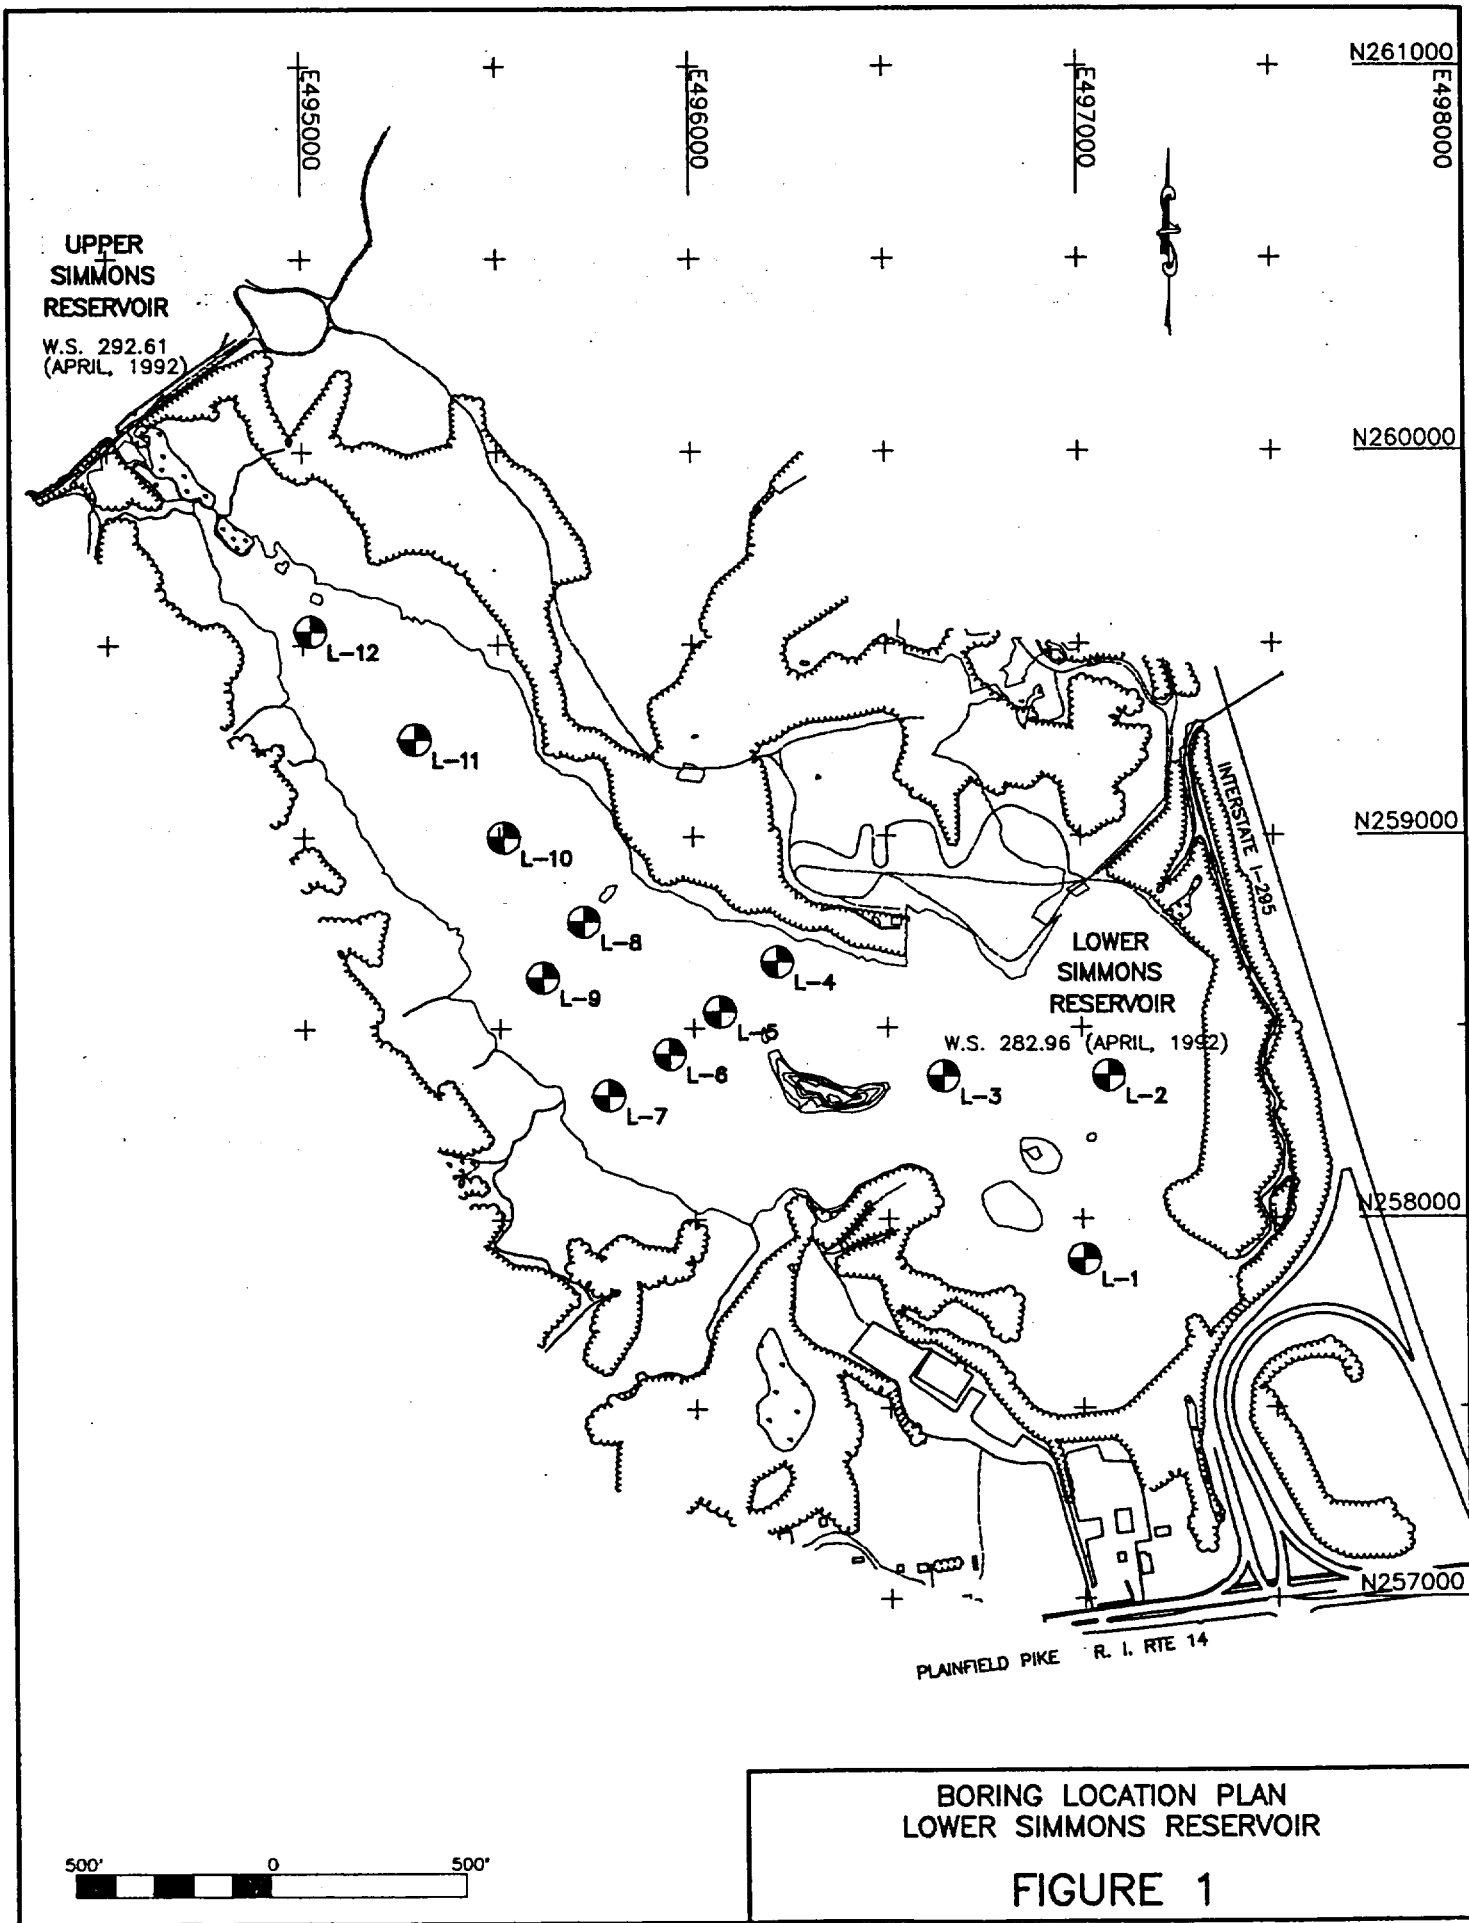 N261000
E495000
E496000
E497000
E498000
UPPER
SIMMONS
RESERVOIR
W.S. 292.61
(APRIL, 1992)
N260000
L-12
L-11
INTERSTATE I-295
N259000
L-10
L-8
L-4
L-9
L-5
LOWER
SIMMONS
RESERVOIR
W.S. 282.96 (APRIL, 1992)
L-6
L-3
L-2
L-7
N258000
L-1
N257000
PLAINFIELD PIKE R. I. RTE 14
BORING LOCATION PLAN
LOWER SIMMONS RESERVOIR
FIGURE 1
500' 0 500'